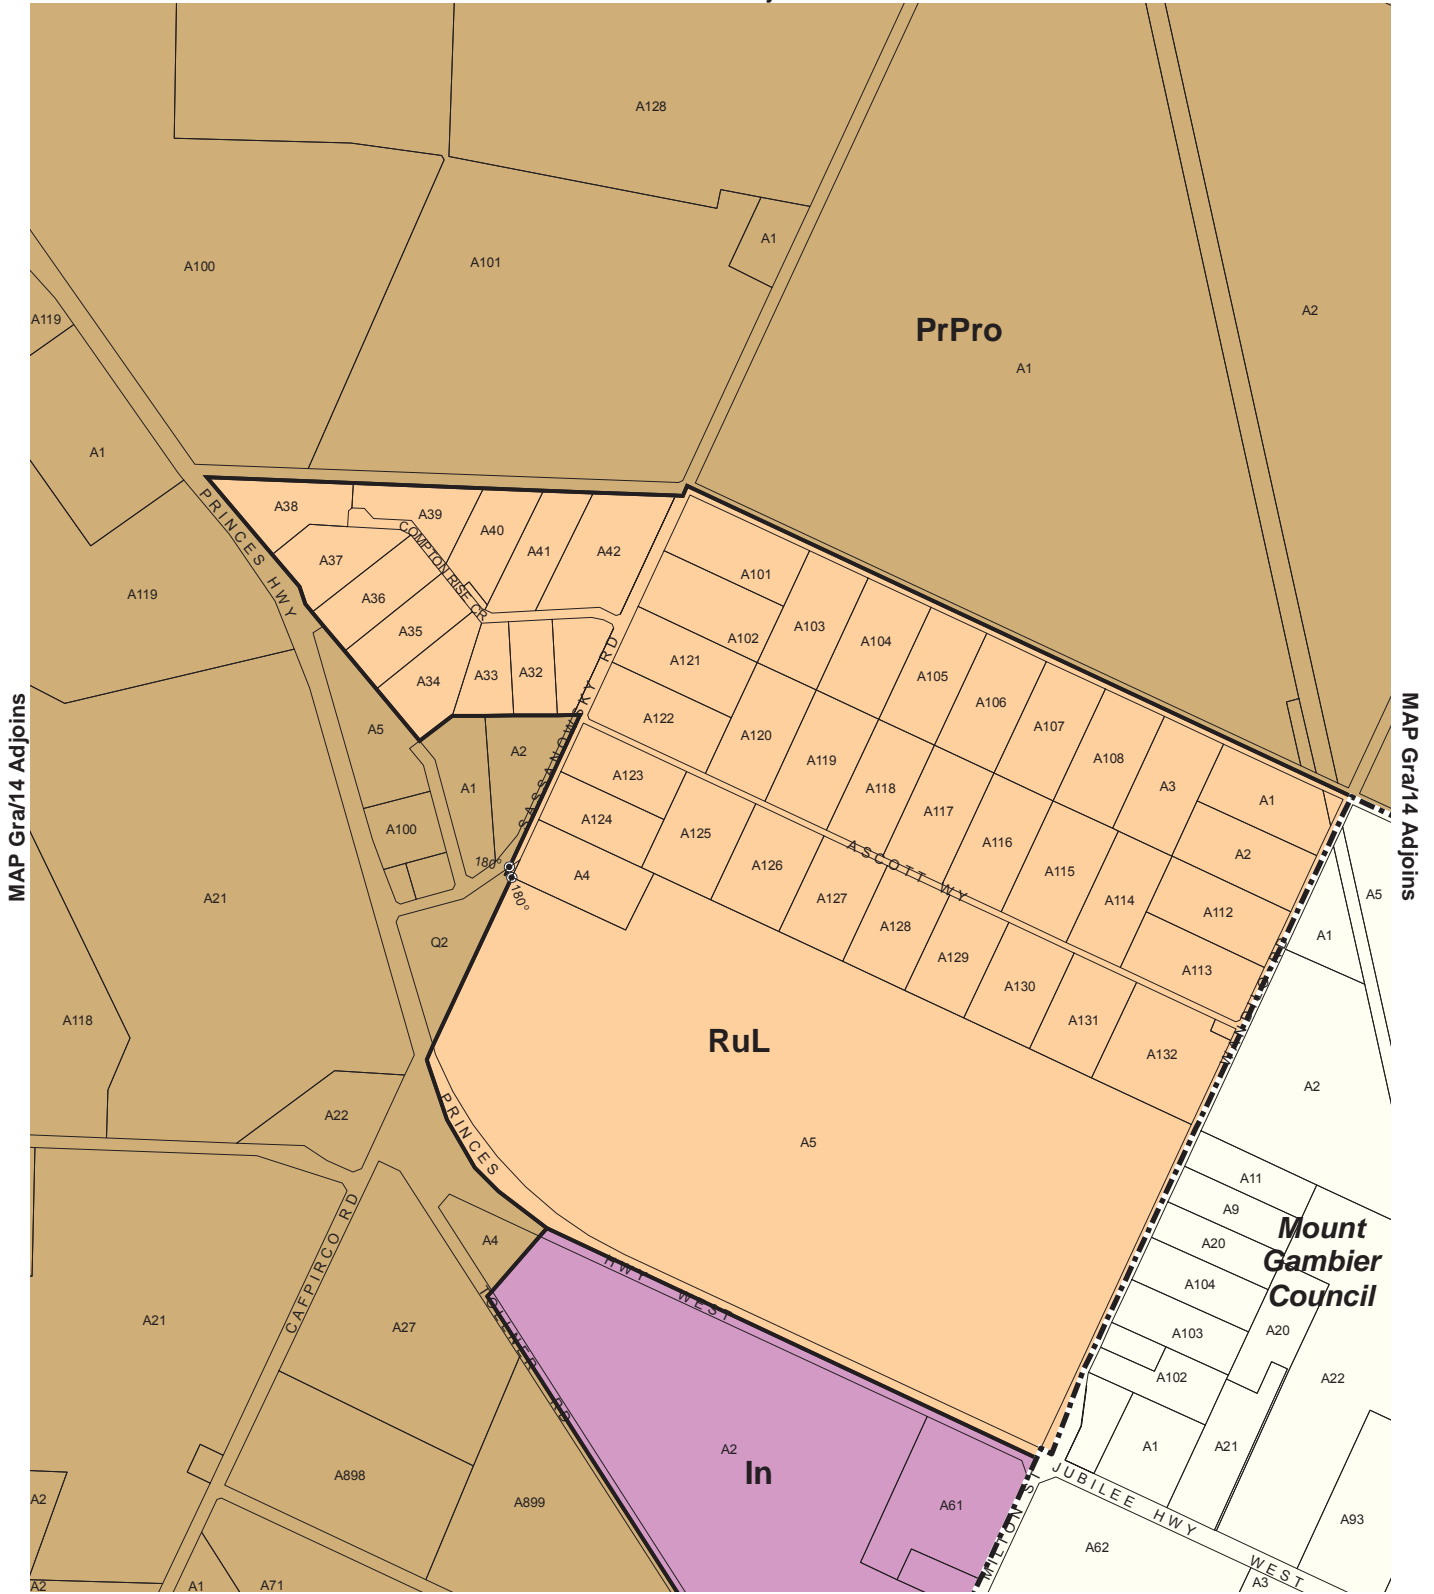 A128
A1
A100
A101
A119
PrPro
A2
A1
A1
A38
A39
A40
A41
A42
COMPTON RISE CR
A37
A36
A35
A34
A33
A32
PRINCES HWY
A119
A101
A102
A103
A104
A105
A106
A107
A108
A3
A1
A2
A121
A122
A120
A119
A118
A117
A116
A115
A114
A112
A113
SASSANOWSKY RD
MAP Gra/14 Adjoins
MAP Gra/14 Adjoins
A5
A2
A1
A100
A123
A124
A125
A126
A127
A128
A129
A130
A131
A132
ASCOTT WY
A4
180°
180°
A21
Q2
A5
A1
A118
RuL
A2
A22
A5
PRINCES
HWY WEST
A11
A9
A20
A104
A103
A102
A20
A22
Mount
Gambier
Council
A4
CAFPIRCO RD
TOLLNER RD
A21
A27
A2
In
A1
A21
A898
A899
A61
A2
JUBILEE HWY WEST
MILTON ST
A93
A62
A3
A2
A1
A71